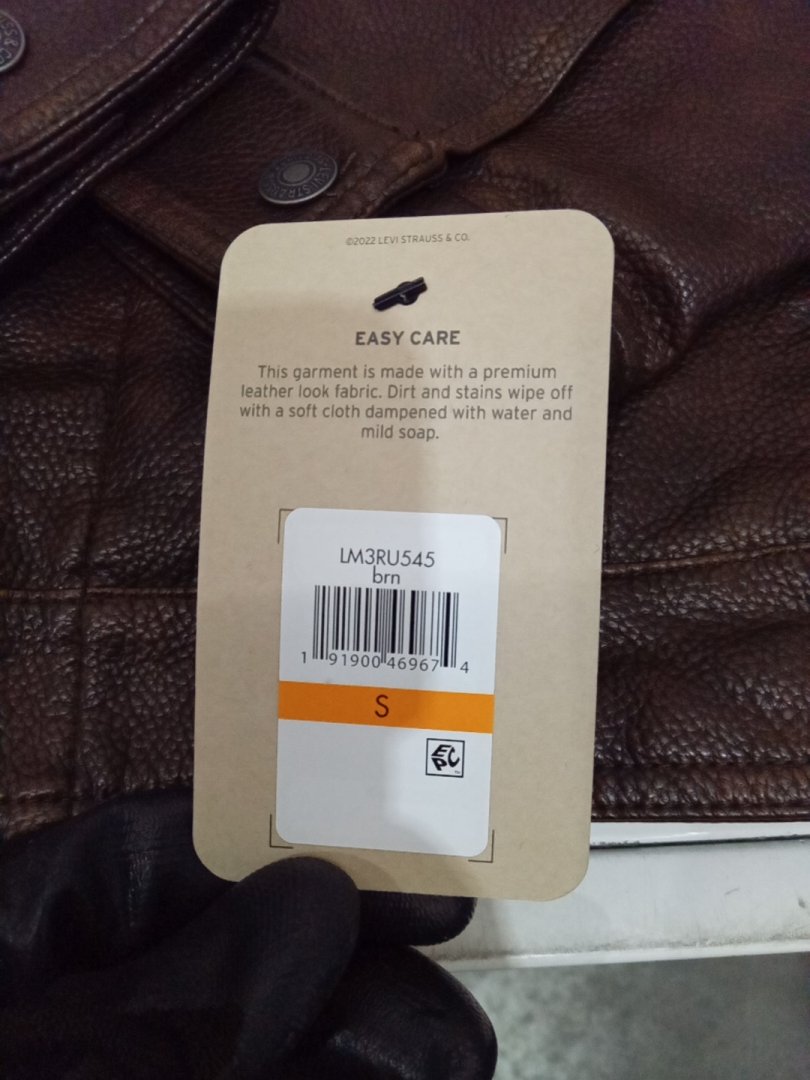 ©2022 LEVI STRAUSS & CO.
EASY CARE
This garment is made with a premium
leather look fabric. Dirt and stains wipe off
with a soft cloth dampened with water and
mild soap.
LM3RU545
brn
1 91900 46967 4
S
EPC